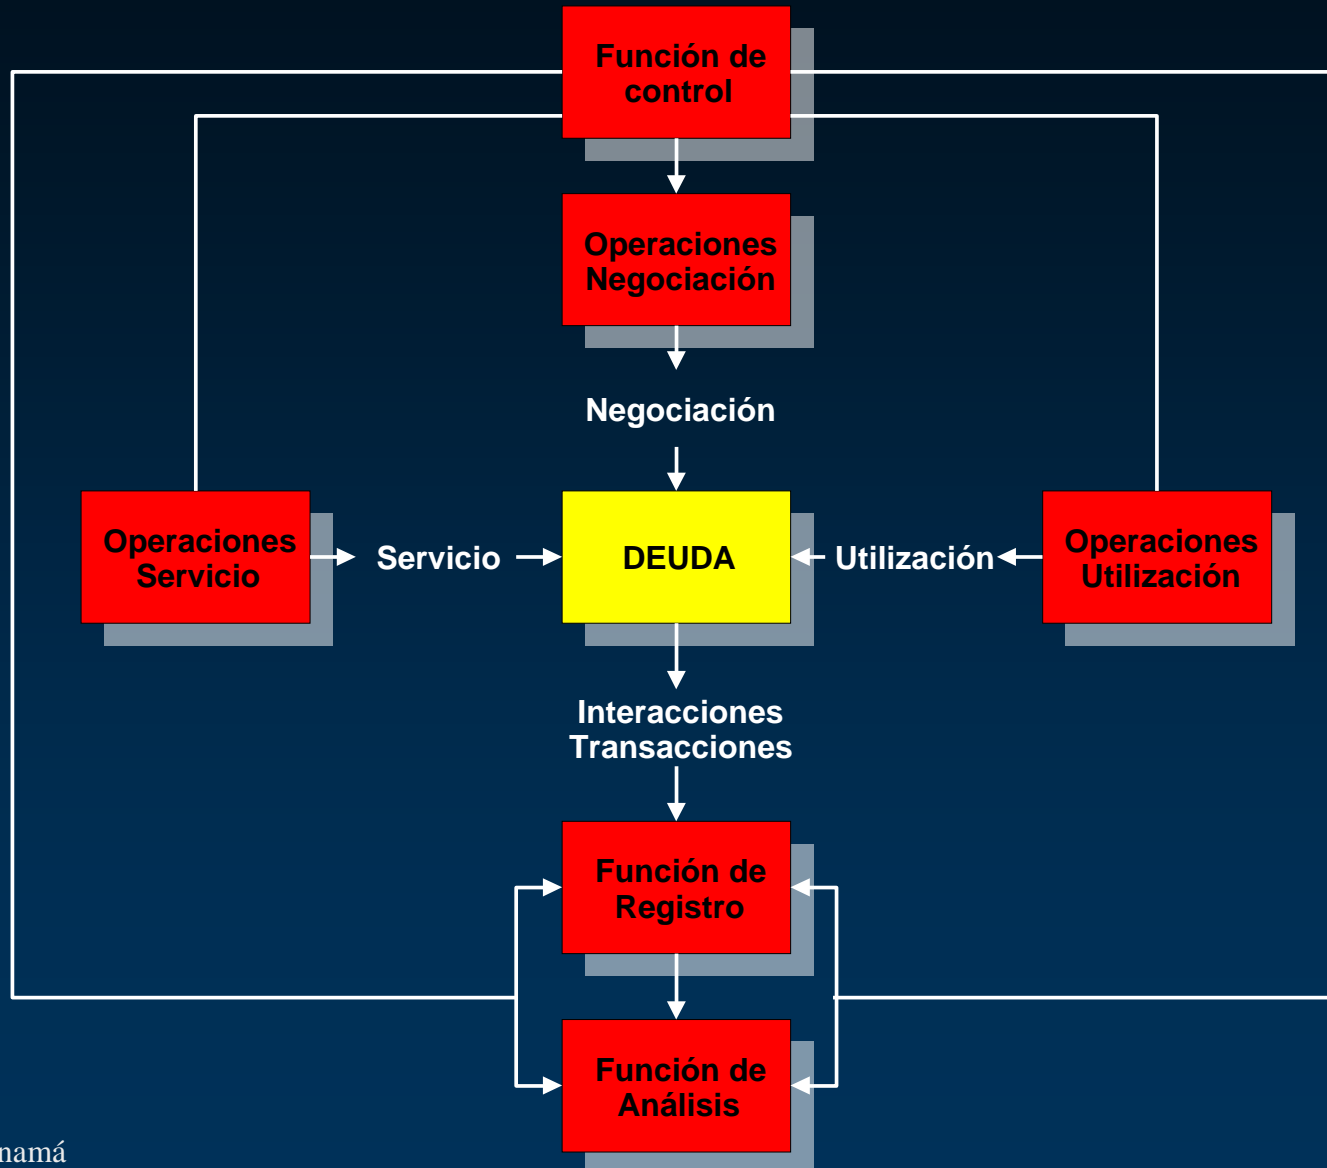 Función de
control
Operaciones
Negociación
Negociación
Operaciones
Servicio
Servicio
DEUDA
Utilización
Operaciones
Utilización
Interacciones
Transacciones
Función de
Registro
Función de
Análisis
namá